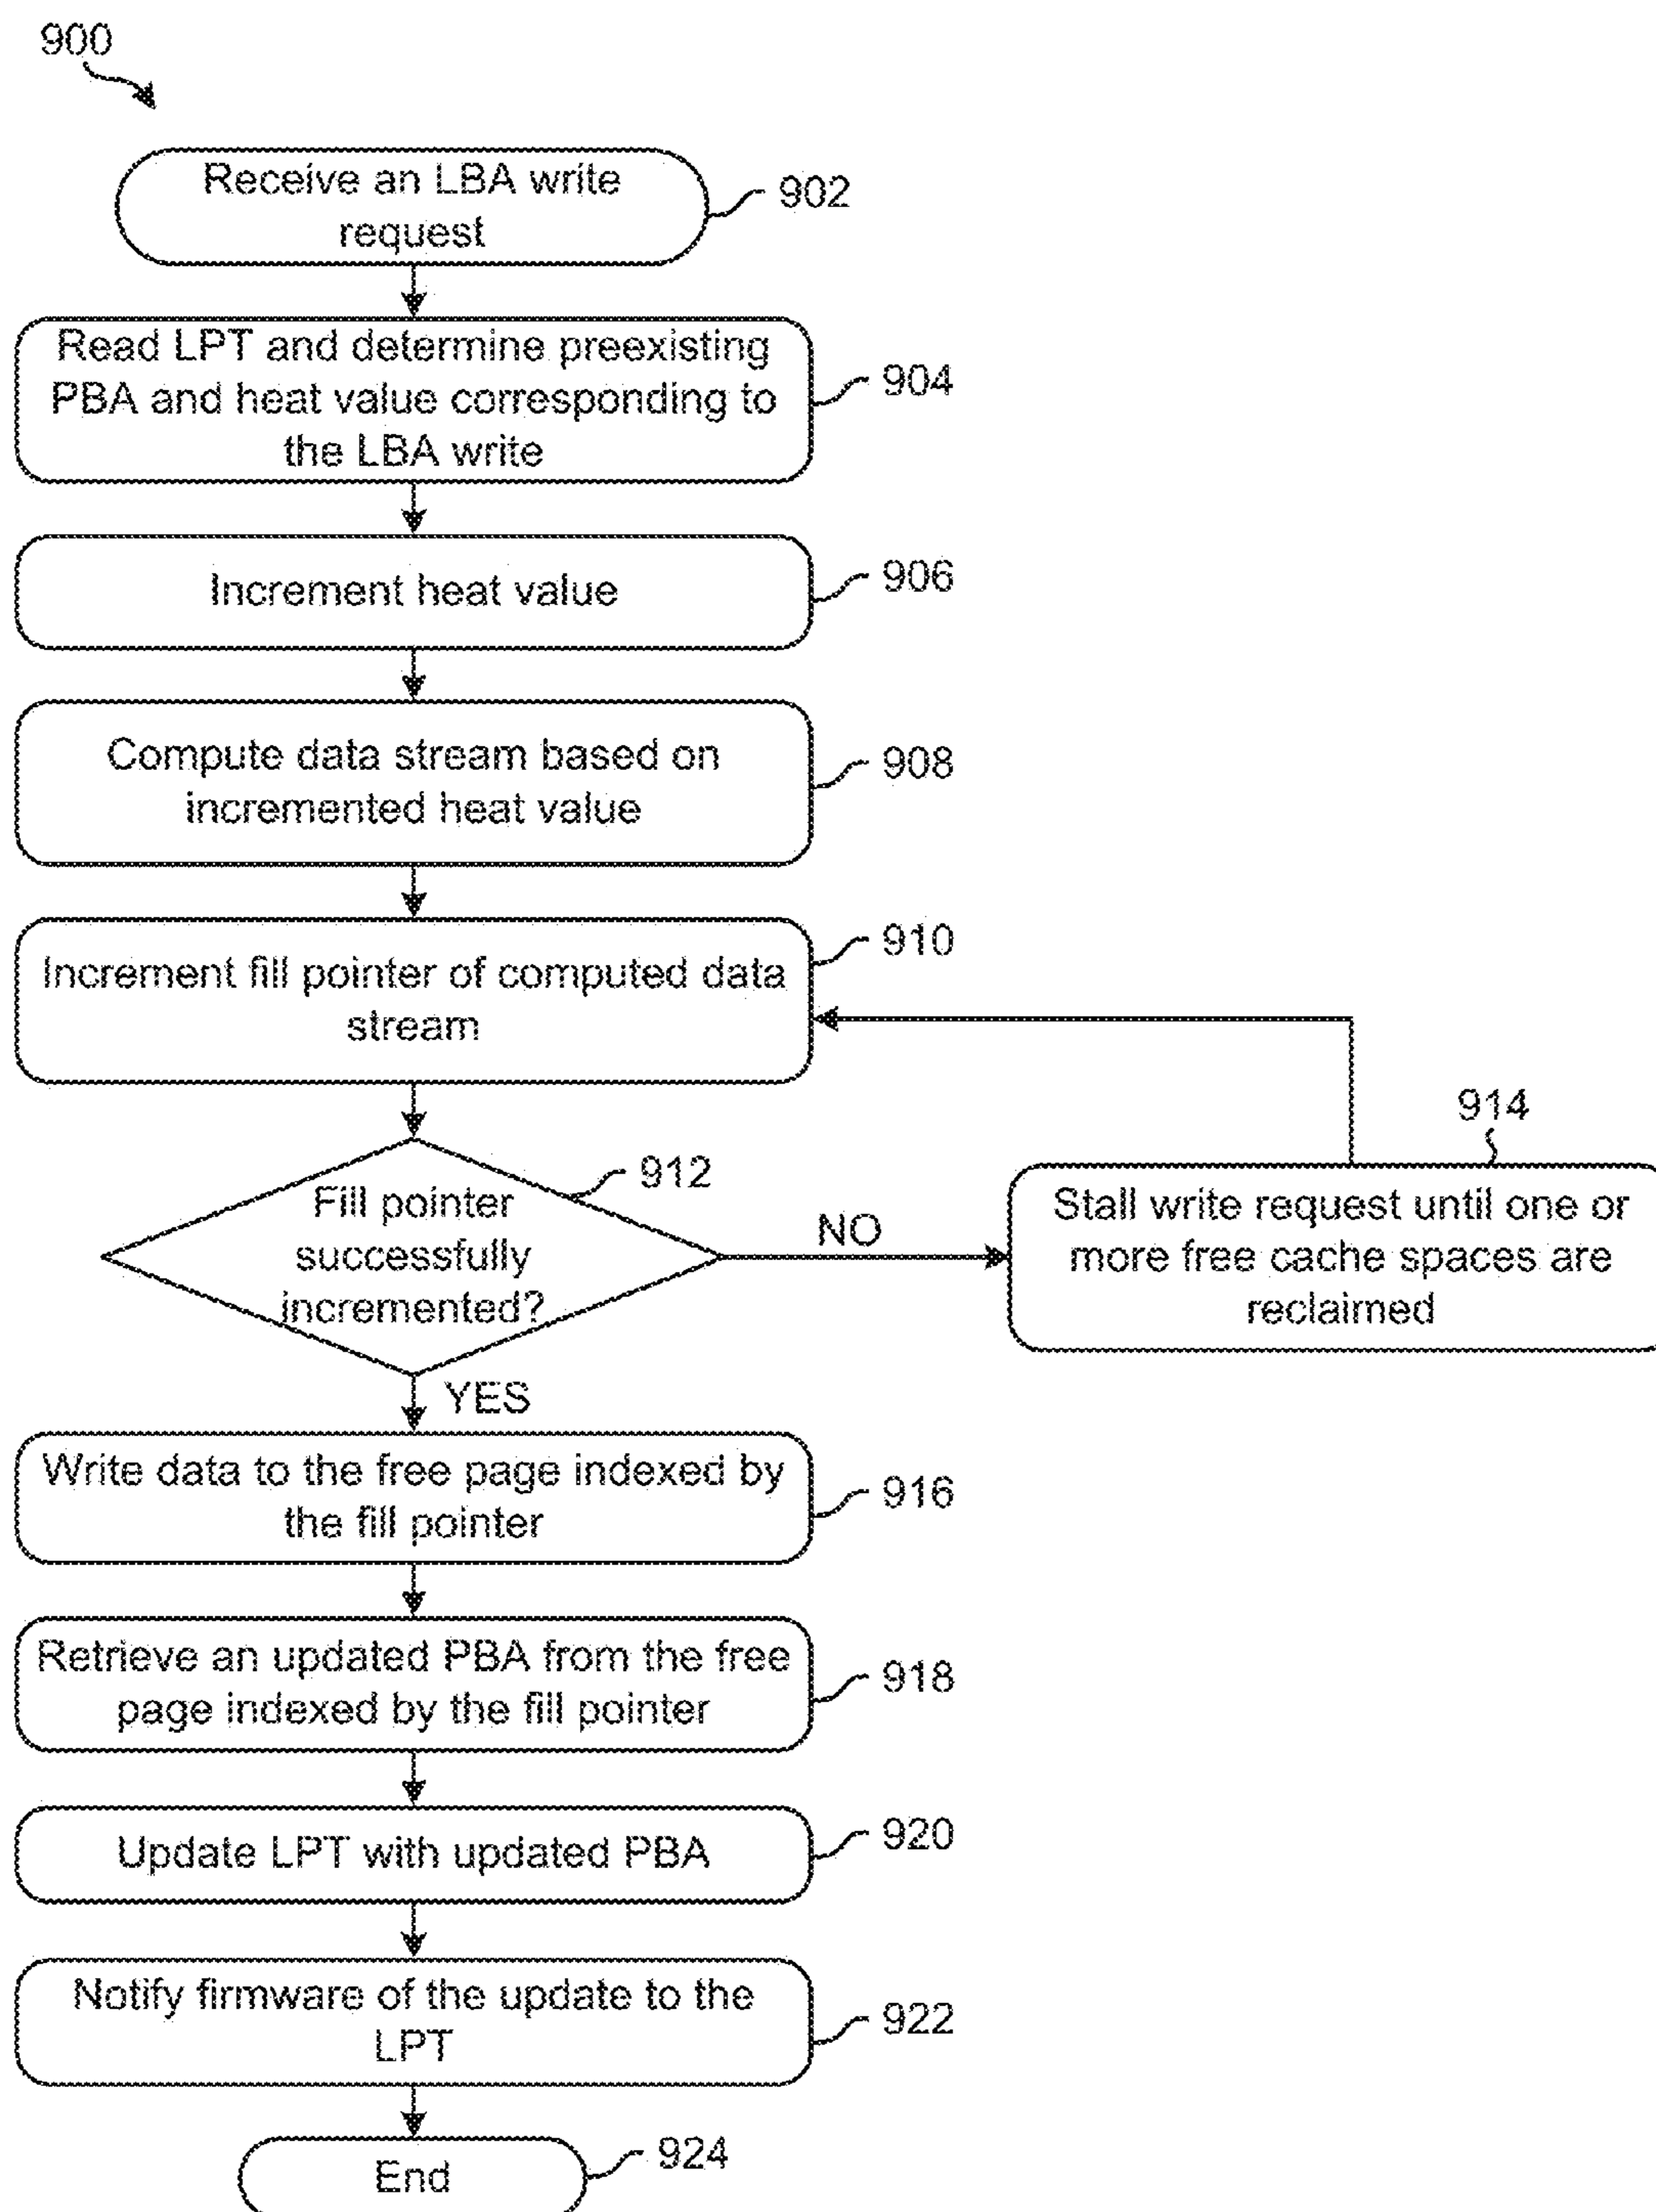 900
Receive an LBA write
request
902
Read LPT and determine preexisting
PBA and heat value corresponding to
the LBA write
904
Increment heat value
906
Compute data stream based on
incremented heat value
908
Increment fill pointer of computed data
stream
910
Fill pointer
successfully
incremented?
912
NO
914
Stall write request until one or
more free cache spaces are
reclaimed
YES
Write data to the free page indexed by
the fill pointer
916
Retrieve an updated PBA from the free
page indexed by the fill pointer
918
Update LPT with updated PBA
920
Notify firmware of the update to the
LPT
922
End
924